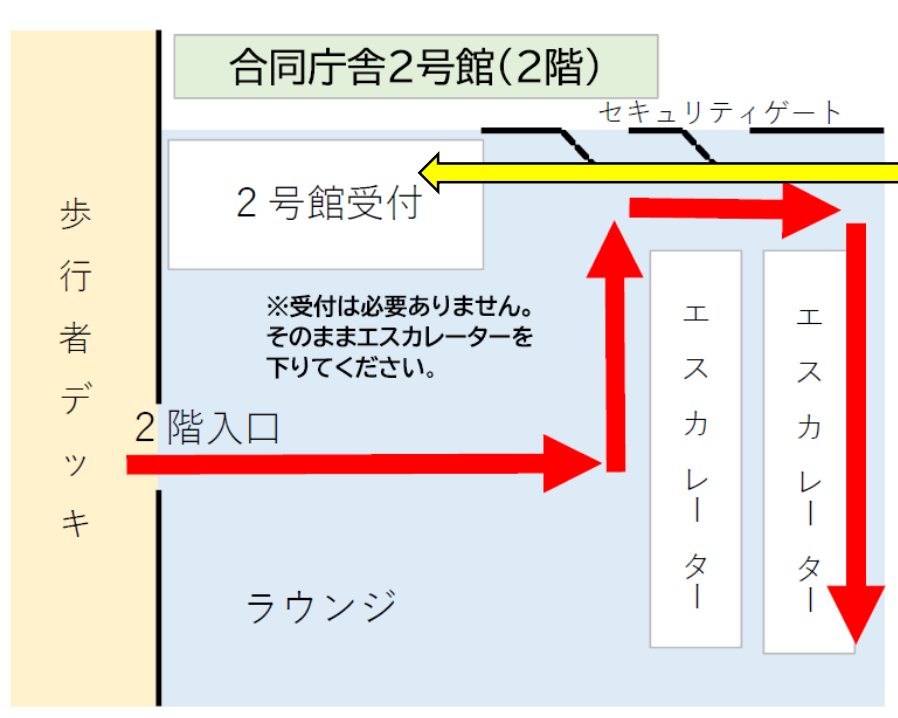 合同庁舎2号館(2階)
セキュリティゲート
2号館受付
歩行者デッキ
※受付は必要ありません。
そのままエスカレーターを
下りてください。
エスカレーター
エスカレーター
2階入口
ラウンジ